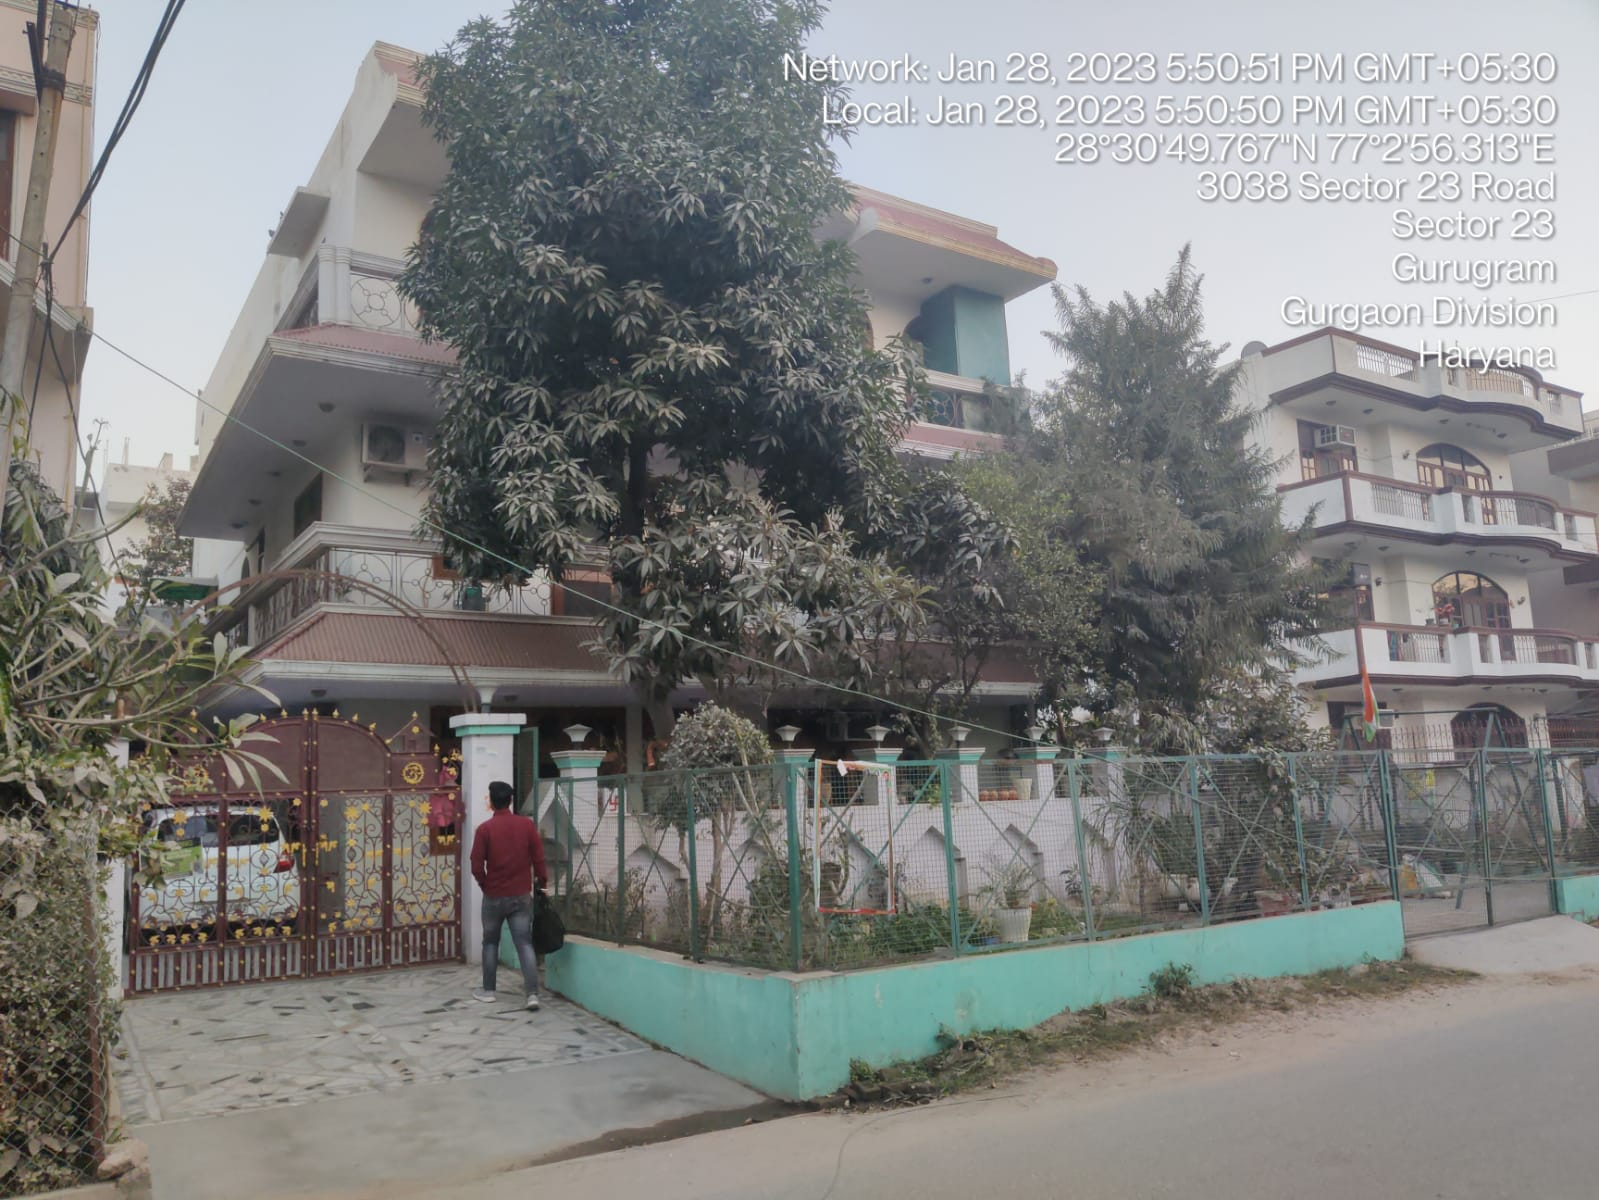 Network: Jan 28, 2023 5:50:51 PM GMT+05:30
Local: Jan 28, 2023 5:50:50 PM GMT+05:30
28°30'49.767"N 77°2'56.313"E
3038 Sector 23 Road
Sector 23
Gurugram
Gurgaon Division
Haryana